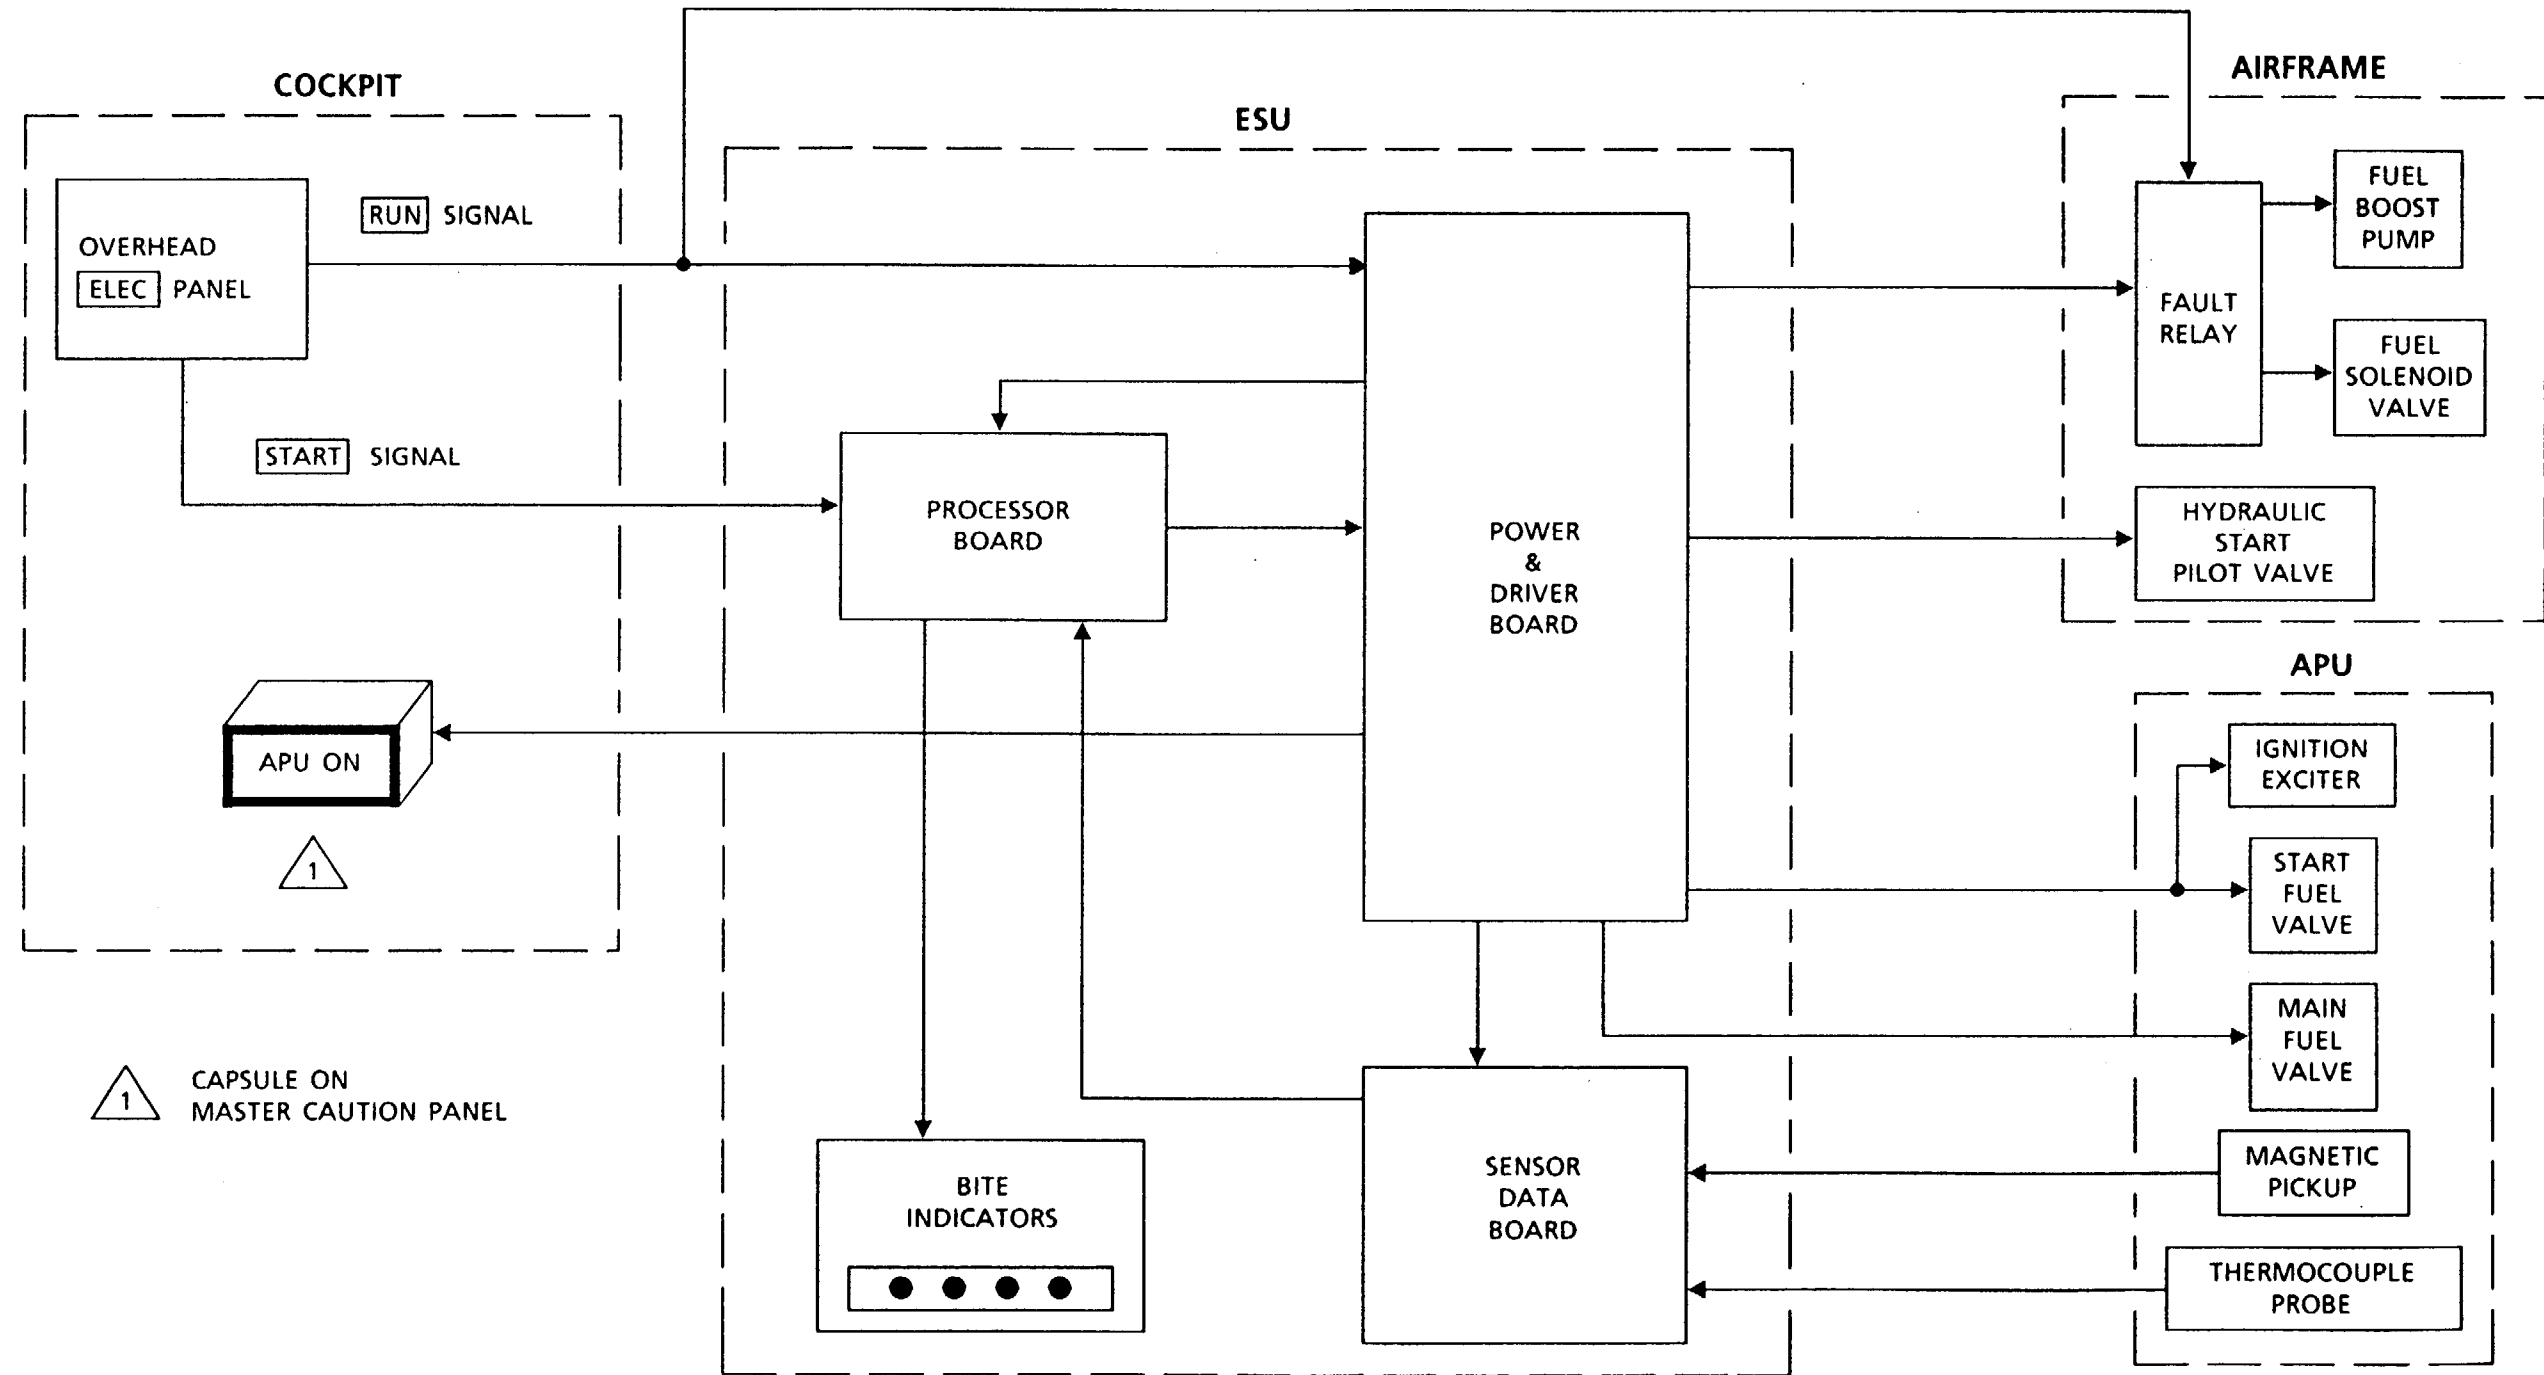 COCKPIT
OVERHEAD
ELEC PANEL
RUN SIGNAL
START SIGNAL
APU ON
1
1
CAPSULE ON
MASTER CAUTION PANEL
ESU
PROCESSOR
BOARD
POWER
&
DRIVER
BOARD
BITE
INDICATORS
SENSOR
DATA
BOARD
AIRFRAME
FAULT
RELAY
FUEL
BOOST
PUMP
FUEL
SOLENOID
VALVE
HYDRAULIC
START
PILOT VALVE
APU
IGNITION
EXCITER
START
FUEL
VALVE
MAIN
FUEL
VALVE
MAGNETIC
PICKUP
THERMOCOUPLE
PROBE